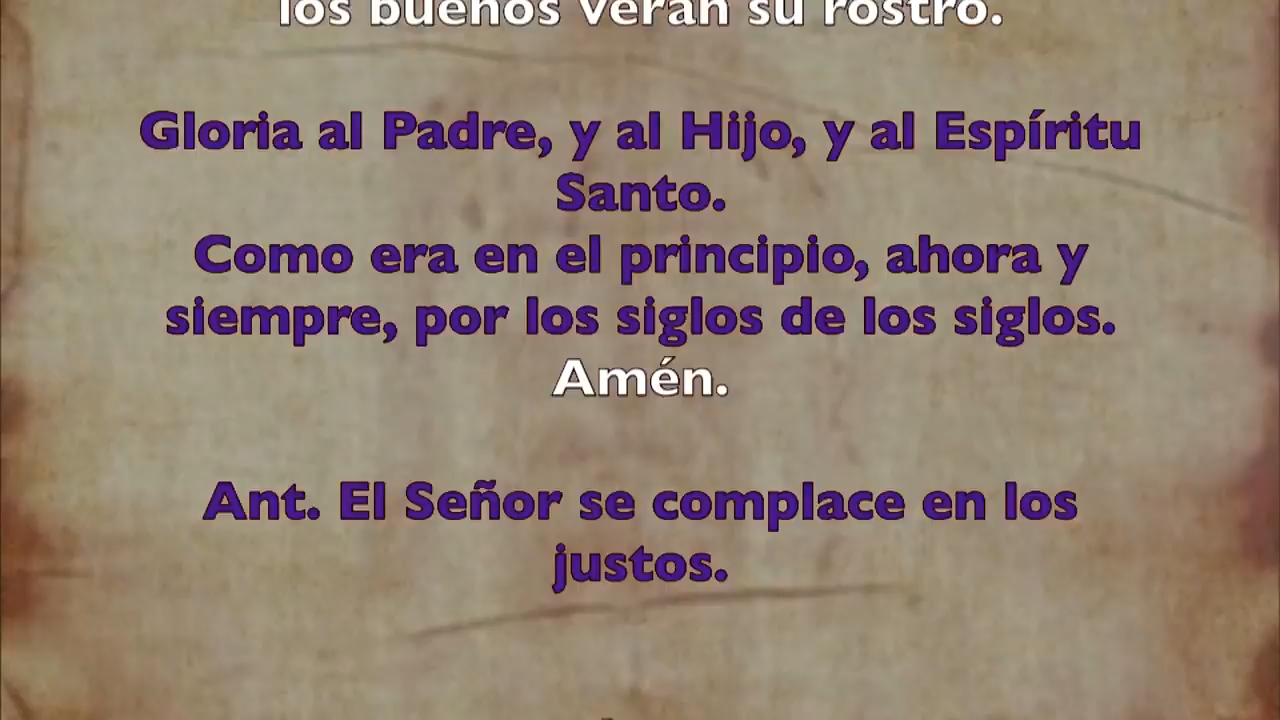 los buenos verán su rostro.
Gloria al Padre, y al Hijo, y al Espíritu
Santo.
Como era en el principio, ahora y
siempre, por los siglos de los siglos.
Amén.
Ant. El Señor se complace en los
justos.